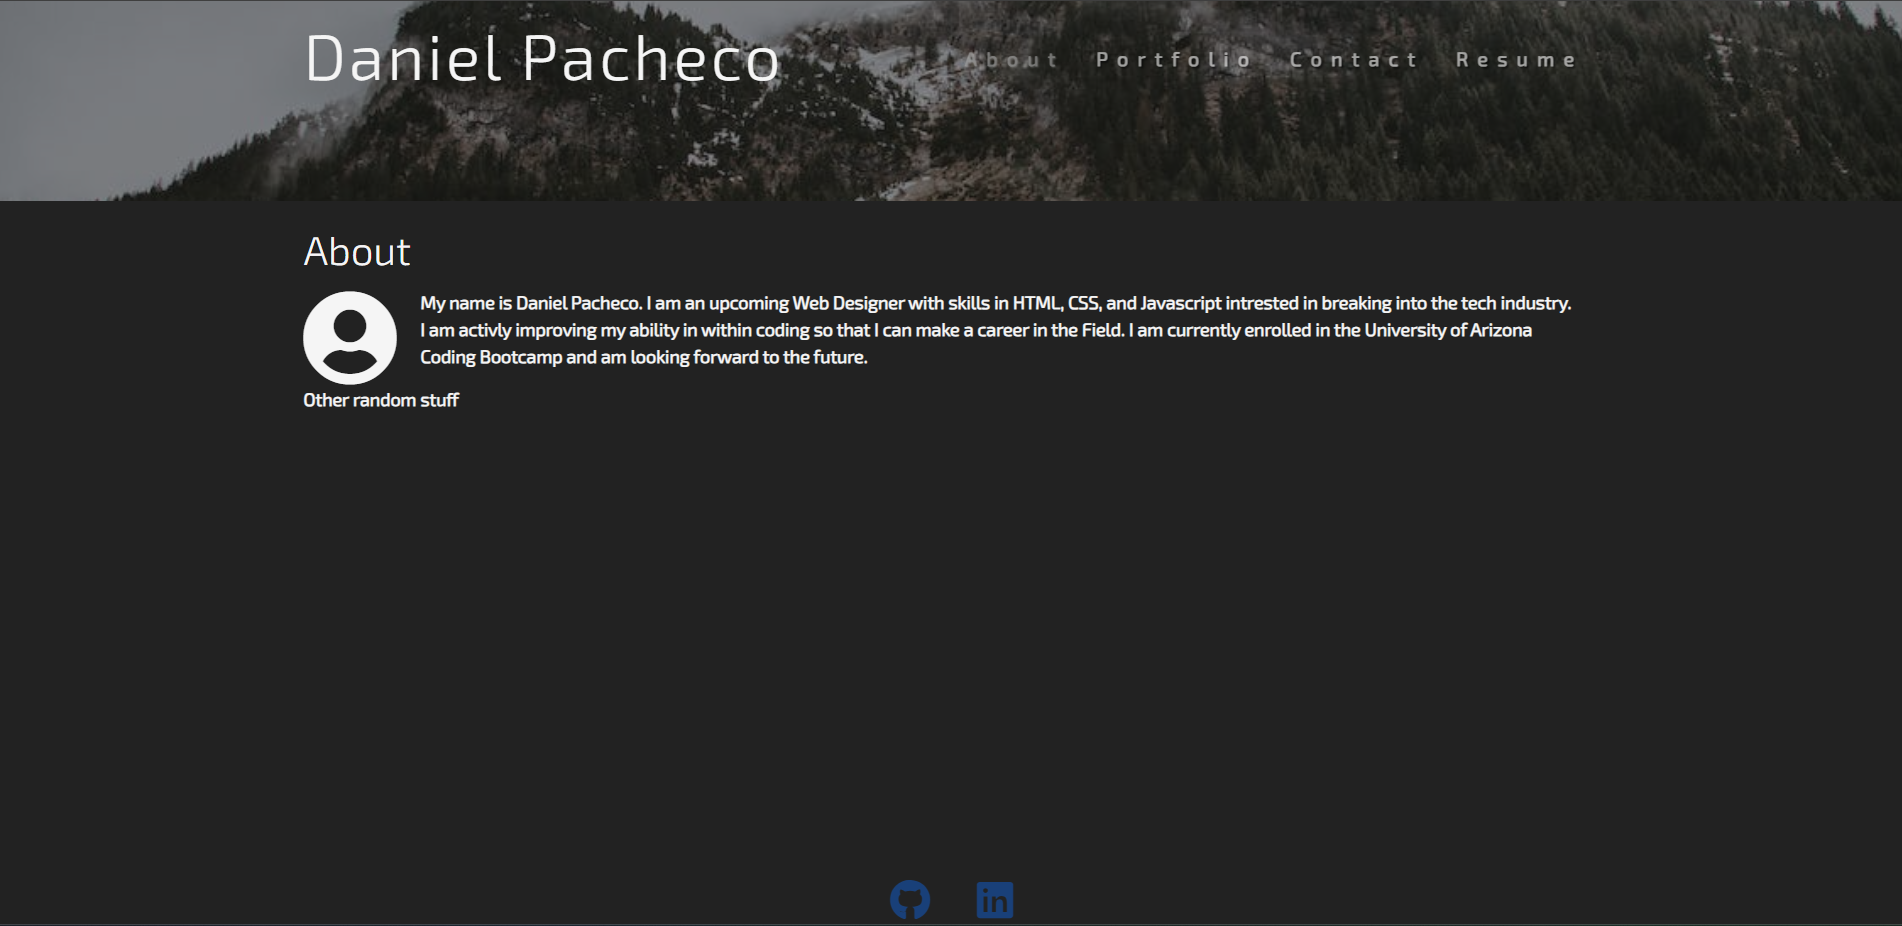 Daniel Pacheco
About Portfolio Contact Resume
About
My name is Daniel Pacheco. I am an upcoming Web Designer with skills in HTML, CSS, and Javascript intrested in breaking into the tech industry.
I am activly improving my ability in within coding so that I can make a career in the Field. I am currently enrolled in the University of Arizona
Coding Bootcamp and am looking forward to the future.
Other random stuff
in